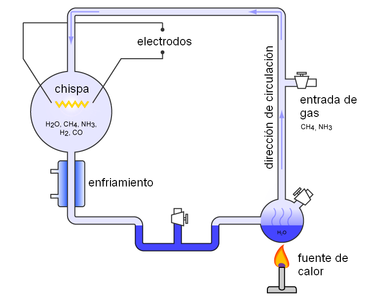 electrodos
chispa
H2O, CH4, NH3,
H2, CO
dirección de circulación
entrada de
gas
CH4, NH3
enfriamiento
H2O
fuente de
calor